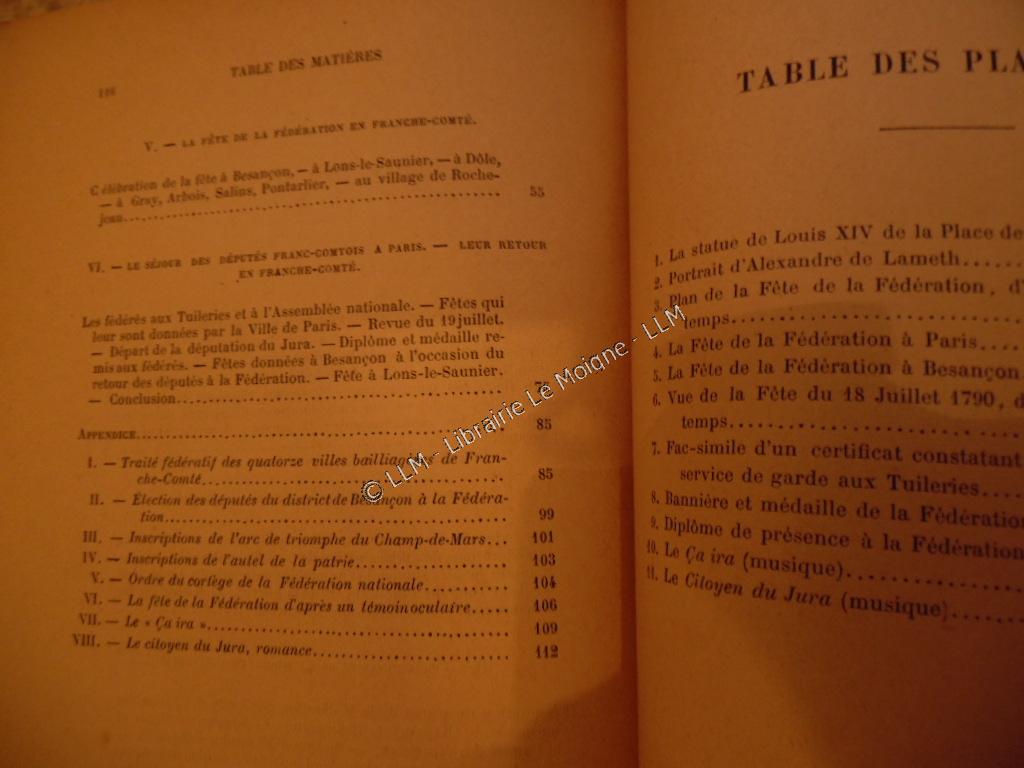 TABLE DES MATIÈRES
116
V. — LA FÊTE DE LA FÉDÉRATION EN FRANCHE-COMTÉ.
Célébration de la fête à Besançon, — à Lons-le-Saunier, — à Dôle,
— à Gray, Arbois, Salins, Pontarlier, — au village de Roche-
jean........ 55
VI. — LE SÉJOUR DES DÉPUTÉS FRANC-COMTOIS A PARIS. — LEUR RETOUR
EN FRANCHE-COMTÉ.
Les fédérés aux Tuileries et à l'Assemblée nationale. — Fêtes qui
leur sont données par la Ville de Paris. — Revue du 19 juillet.
— Départ de la députation du Jura. — Diplôme et médaille re-
mis aux fédérés. — Fêtes données à Besançon à l'occasion du
retour des députés à la Fédération. — Fête à Lons-le-Saunier.
— Conclusion........
APPENDICE........ 85
I. — Traité fédératif des quatorze villes bailliagères de Fran-
che-Comté........ 85
II. — Élection des députés du district de Besançon à la Fédéra-
tion........ 99
III. — Inscriptions de l'arc de triomphe du Champ-de-Mars... 101
IV. — Inscriptions de l'autel de la patrie........ 103
V. — Ordre du cortège de la Fédération nationale........ 104
VI. — La fête de la Fédération d'après un témoin oculaire..... 106
VII. — Le « Ça ira »........ 109
VIII. — Le citoyen du Jura, romance........ 112
TABLE DES PLA
1. La statue de Louis XIV de la Place de
2. Portrait d'Alexandre de Lameth........
3. Plan de la Fête de la Fédération, d'
temps........
4. La Fête de la Fédération à Paris....
5. La Fête de la Fédération à Besançon
6. Vue de la Fête du 18 Juillet 1790, d
temps........
7. Fac-simile d'un certificat constatant
service de garde aux Tuileries....
8. Bannière et médaille de la Fédération
9. Diplôme de présence à la Fédération
10. Le Ça ira (musique)........
11. Le Citoyen du Jura (musique)........
© LLM - Librairie Le Moigne - LLM